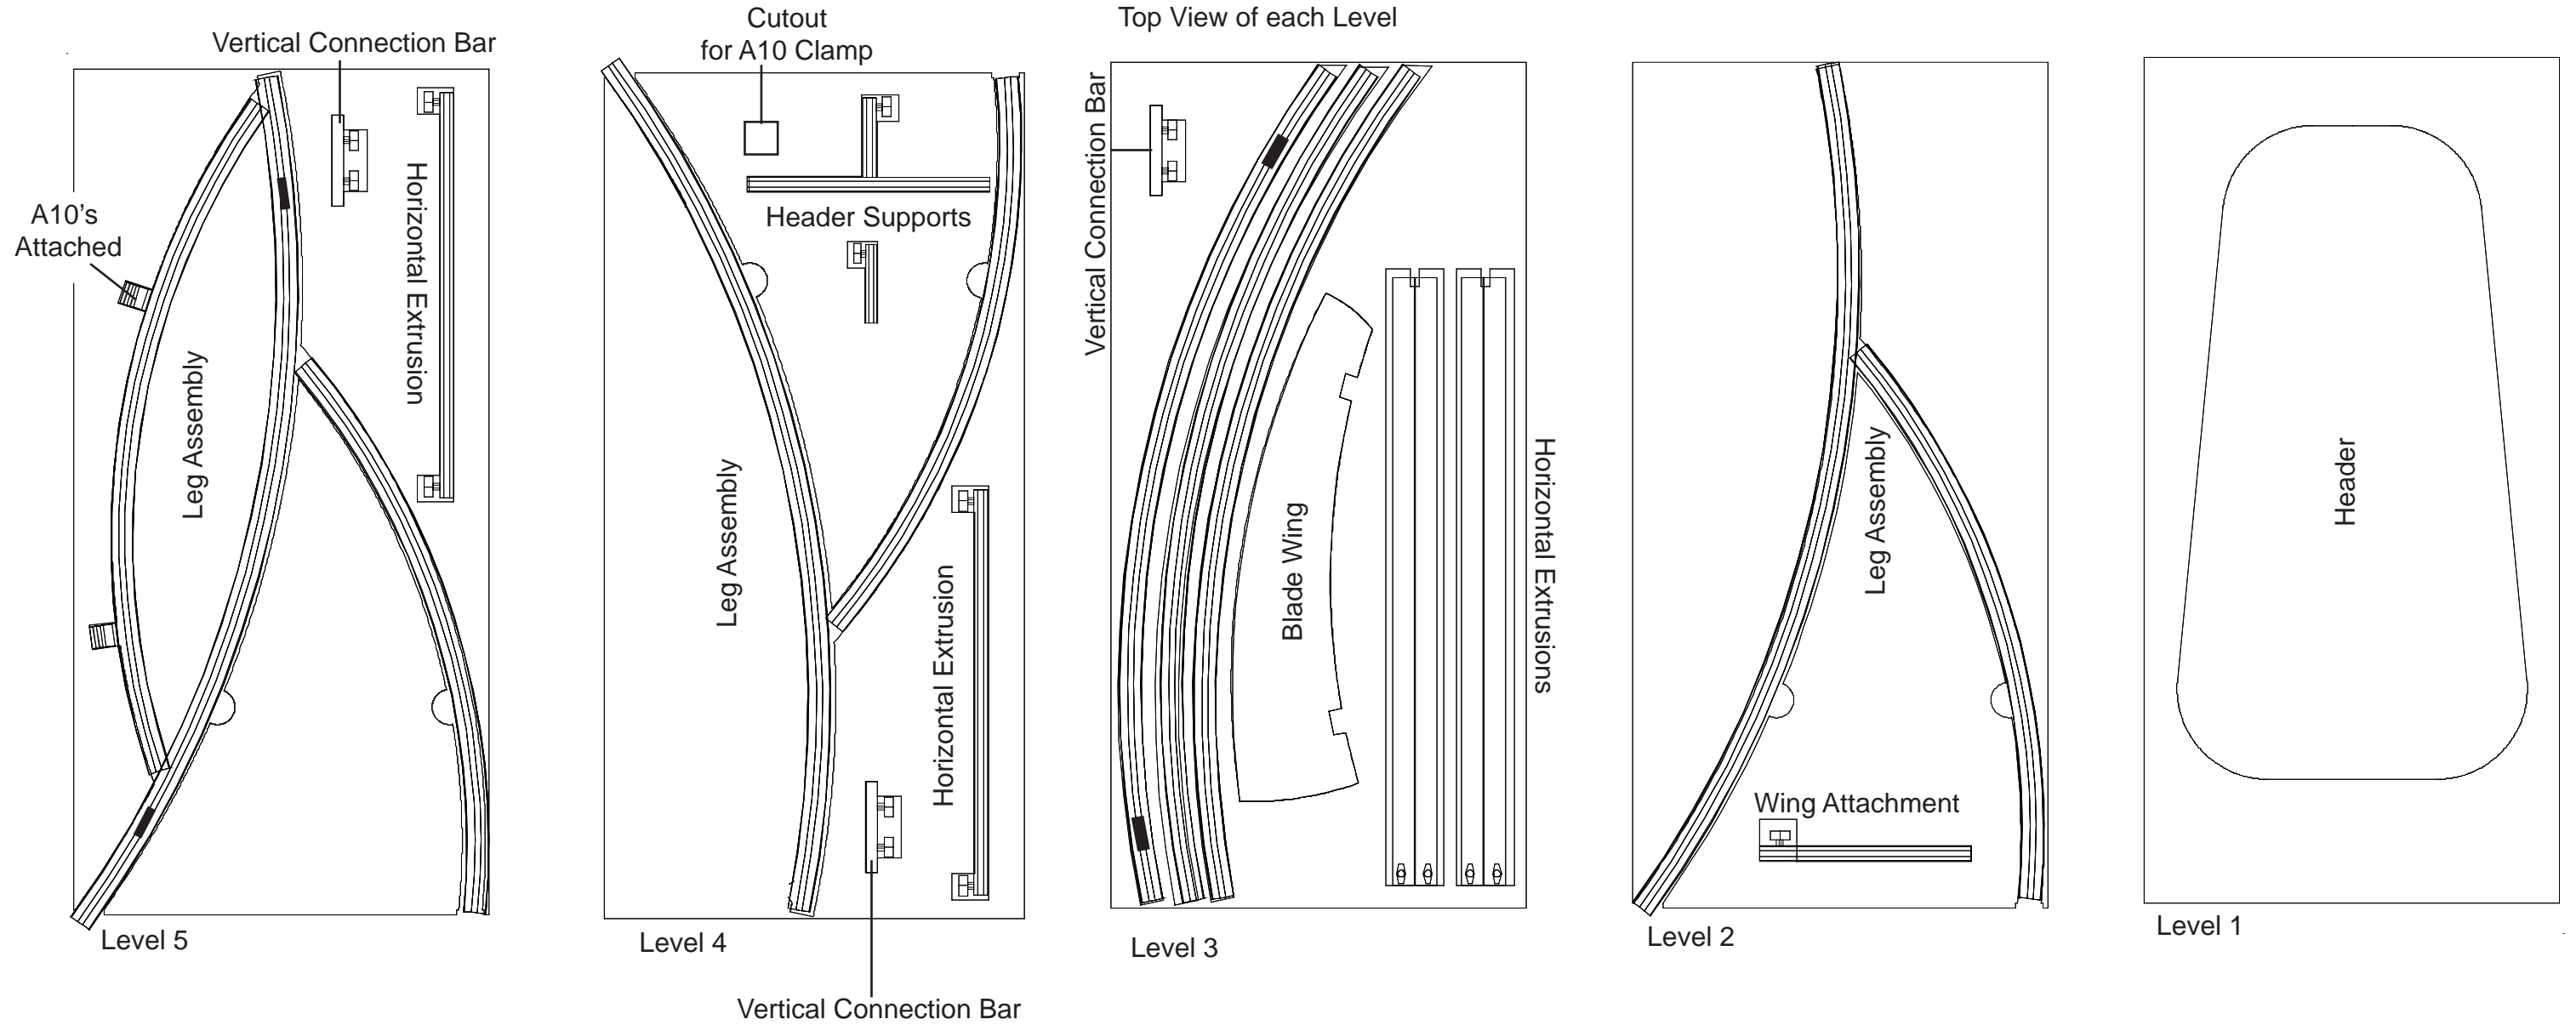 Top View of each Level
Vertical Connection Bar
A10's
Attached
Leg Assembly
Horizontal Extrusion
Level 5
Cutout
for A10 Clamp
Header Supports
Leg Assembly
Horizontal Extrusion
Level 4
Vertical Connection Bar
Vertical Connection Bar
Blade Wing
Horizontal Extrusions
Level 3
Leg Assembly
Wing Attachment
Level 2
Header
Level 1